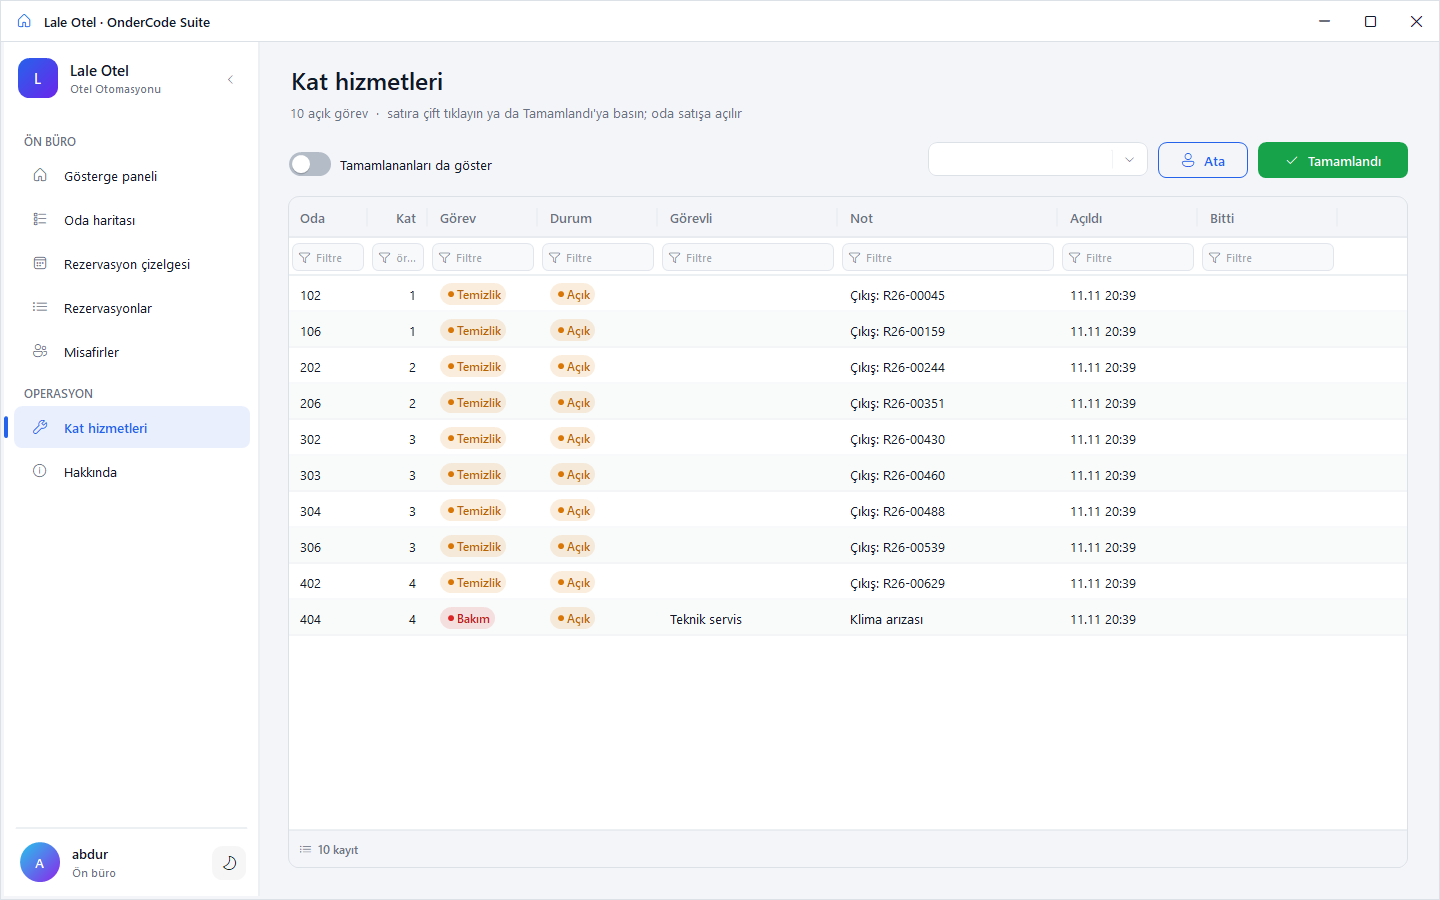 Lale Otel · OnderCode Suite
L
Lale Otel
Otel Otomasyonu
ÖN BÜRO
Gösterge paneli
Oda haritası
Rezervasyon çizelgesi
Rezervasyonlar
Misafirler
OPERASYON
Kat hizmetleri
Hakkında
A
abdur
Ön büro
Kat hizmetleri
10 açık görev · satıra çift tıklayın ya da Tamamlandı'ya basın; oda satışa açılır
Tamamlananları da göster
Ata
Tamamlandı
Oda Kat Görev Durum Görevli Not Açıldı Bitti
Filtre ör... Filtre Filtre Filtre Filtre Filtre Filtre
102 1 Temizlik Açık Çıkış: R26-00045 11.11 20:39
106 1 Temizlik Açık Çıkış: R26-00159 11.11 20:39
202 2 Temizlik Açık Çıkış: R26-00244 11.11 20:39
206 2 Temizlik Açık Çıkış: R26-00351 11.11 20:39
302 3 Temizlik Açık Çıkış: R26-00430 11.11 20:39
303 3 Temizlik Açık Çıkış: R26-00460 11.11 20:39
304 3 Temizlik Açık Çıkış: R26-00488 11.11 20:39
306 3 Temizlik Açık Çıkış: R26-00539 11.11 20:39
402 4 Temizlik Açık Çıkış: R26-00629 11.11 20:39
404 4 Bakım Açık Teknik servis Klima arızası 11.11 20:39
10 kayıt